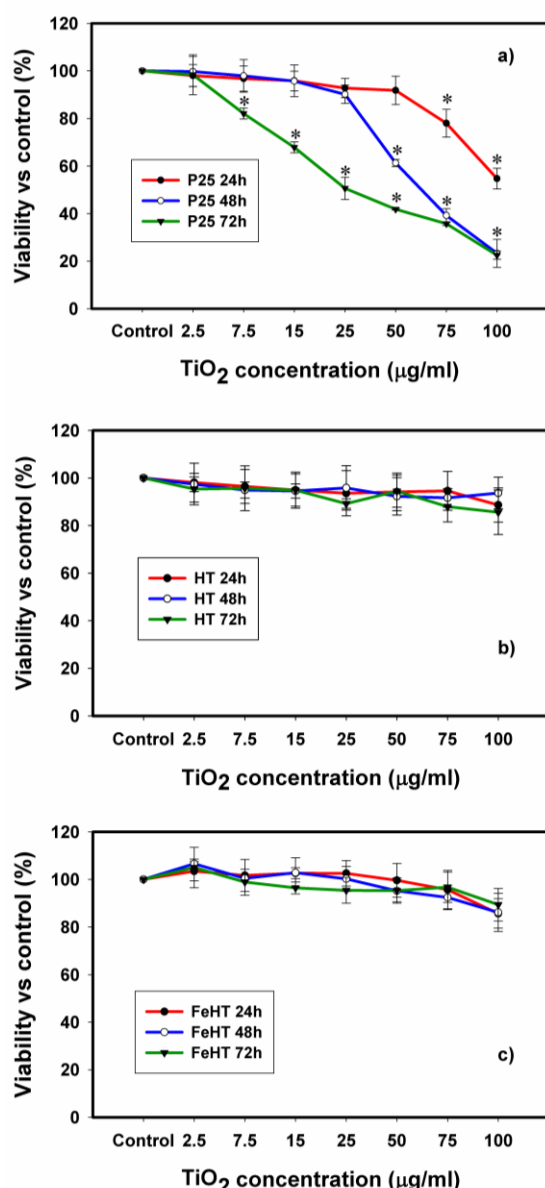 120
a)
100
*
*
80
*
*
*
*
60
*
*
*
40
*
20
0
Viability vs control (%)
P25 24h
P25 48h
P25 72h
Control 2.5 7.5 15 25 50 75 100
TiO2 concentration (μg/ml)
120
100
80
60
40
20
0
Viability vs control (%)
HT 24h
HT 48h
HT 72h
b)
Control 2.5 7.5 15 25 50 75 100
TiO2 concentration (μg/ml)
120
100
80
60
40
20
0
Viability vs control (%)
FeHT 24h
FeHT 48h
FeHT 72h
c)
Control 2.5 7.5 15 25 50 75 100
TiO2 concentration (μg/ml)